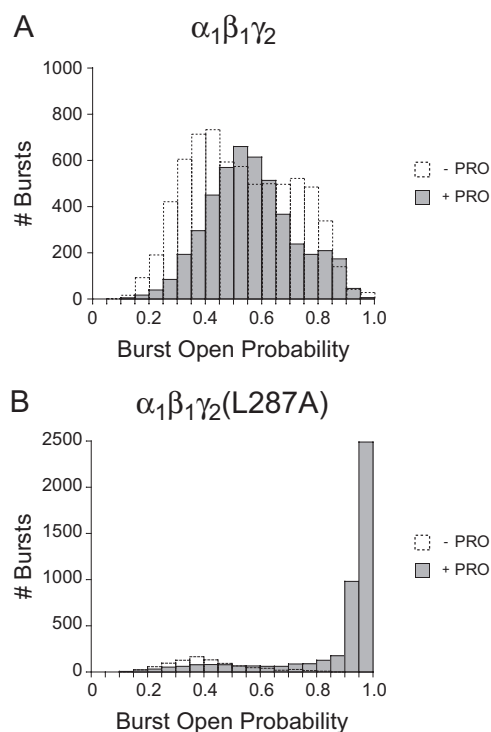 A
α1β1γ2
1000
800
600
400
200
0
# Bursts
0 0.2 0.4 0.6 0.8 1.0
Burst Open Probability
- PRO
+ PRO
B
α1β1γ2(L287A)
2500
2000
1500
1000
500
0
# Bursts
0 0.2 0.4 0.6 0.8 1.0
Burst Open Probability
- PRO
+ PRO